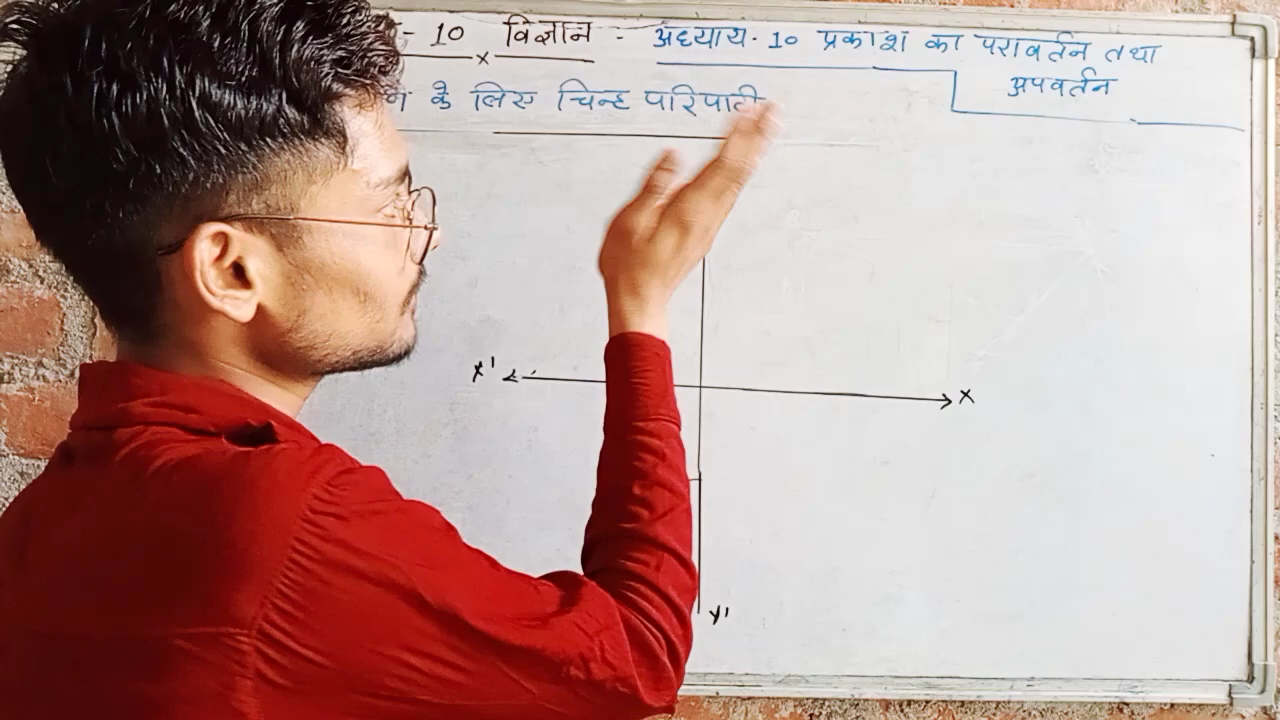 - 10 विज्ञान - अध्याय. 10 प्रकाश का परावर्तन तथा
अपवर्तन
के लिए चिन्ह परिपाटी
X'
X
Y'